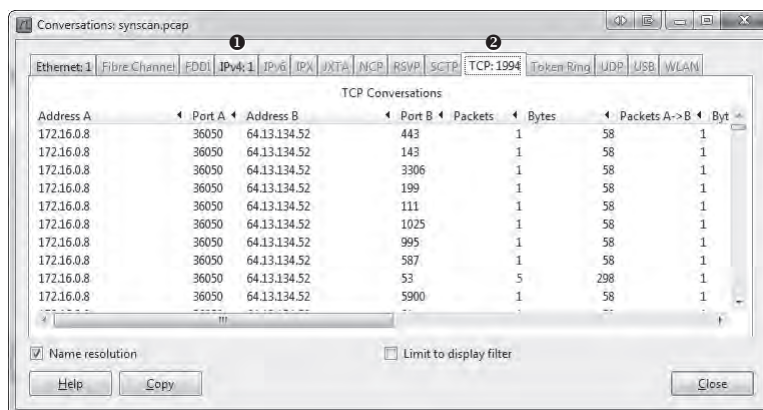 Conversations: synscan.pcap
❶ ❷
Ethernet: 1 Fibre Channel FDDI IPv4: 1 IPv6 IPX JXTA NCP RSVP SCTP TCP: 1994 Token Ring UDP USB WLAN
TCP Conversations
Address A Port A Address B Port B Packets Bytes Packets A->B Byt
172.16.0.8 36050 64.13.134.52 443 1 58 1
172.16.0.8 36050 64.13.134.52 143 1 58 1
172.16.0.8 36050 64.13.134.52 3306 1 58 1
172.16.0.8 36050 64.13.134.52 199 1 58 1
172.16.0.8 36050 64.13.134.52 111 1 58 1
172.16.0.8 36050 64.13.134.52 1025 1 58 1
172.16.0.8 36050 64.13.134.52 995 1 58 1
172.16.0.8 36050 64.13.134.52 587 1 58 1
172.16.0.8 36050 64.13.134.52 53 5 298 1
172.16.0.8 36050 64.13.134.52 5900 1 58 1
Name resolution Limit to display filter
Help Copy Close